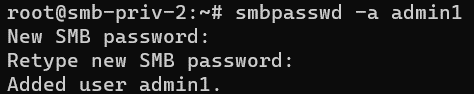 root@smb-priv-2:~# smbpasswd -a admin1
New SMB password:
Retype new SMB password:
Added user admin1.